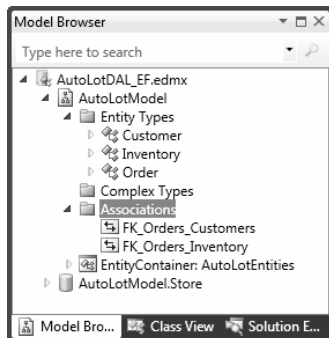 Model Browser
Type here to search
AutoLotDAL_EF.edmx
AutoLotModel
Entity Types
Customer
Inventory
Order
Complex Types
Associations
FK_Orders_Customers
FK_Orders_Inventory
EntityContainer: AutoLotEntities
AutoLotModel.Store
Model Bro... Class View Solution E...